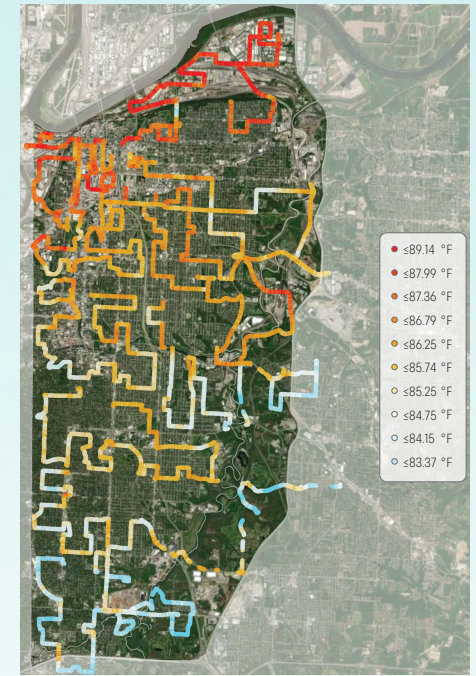 ≤89.14 °F
≤87.99 °F
≤87.36 °F
≤86.79 °F
≤86.25 °F
≤85.74 °F
≤85.25 °F
≤84.75 °F
≤84.15 °F
≤83.37 °F